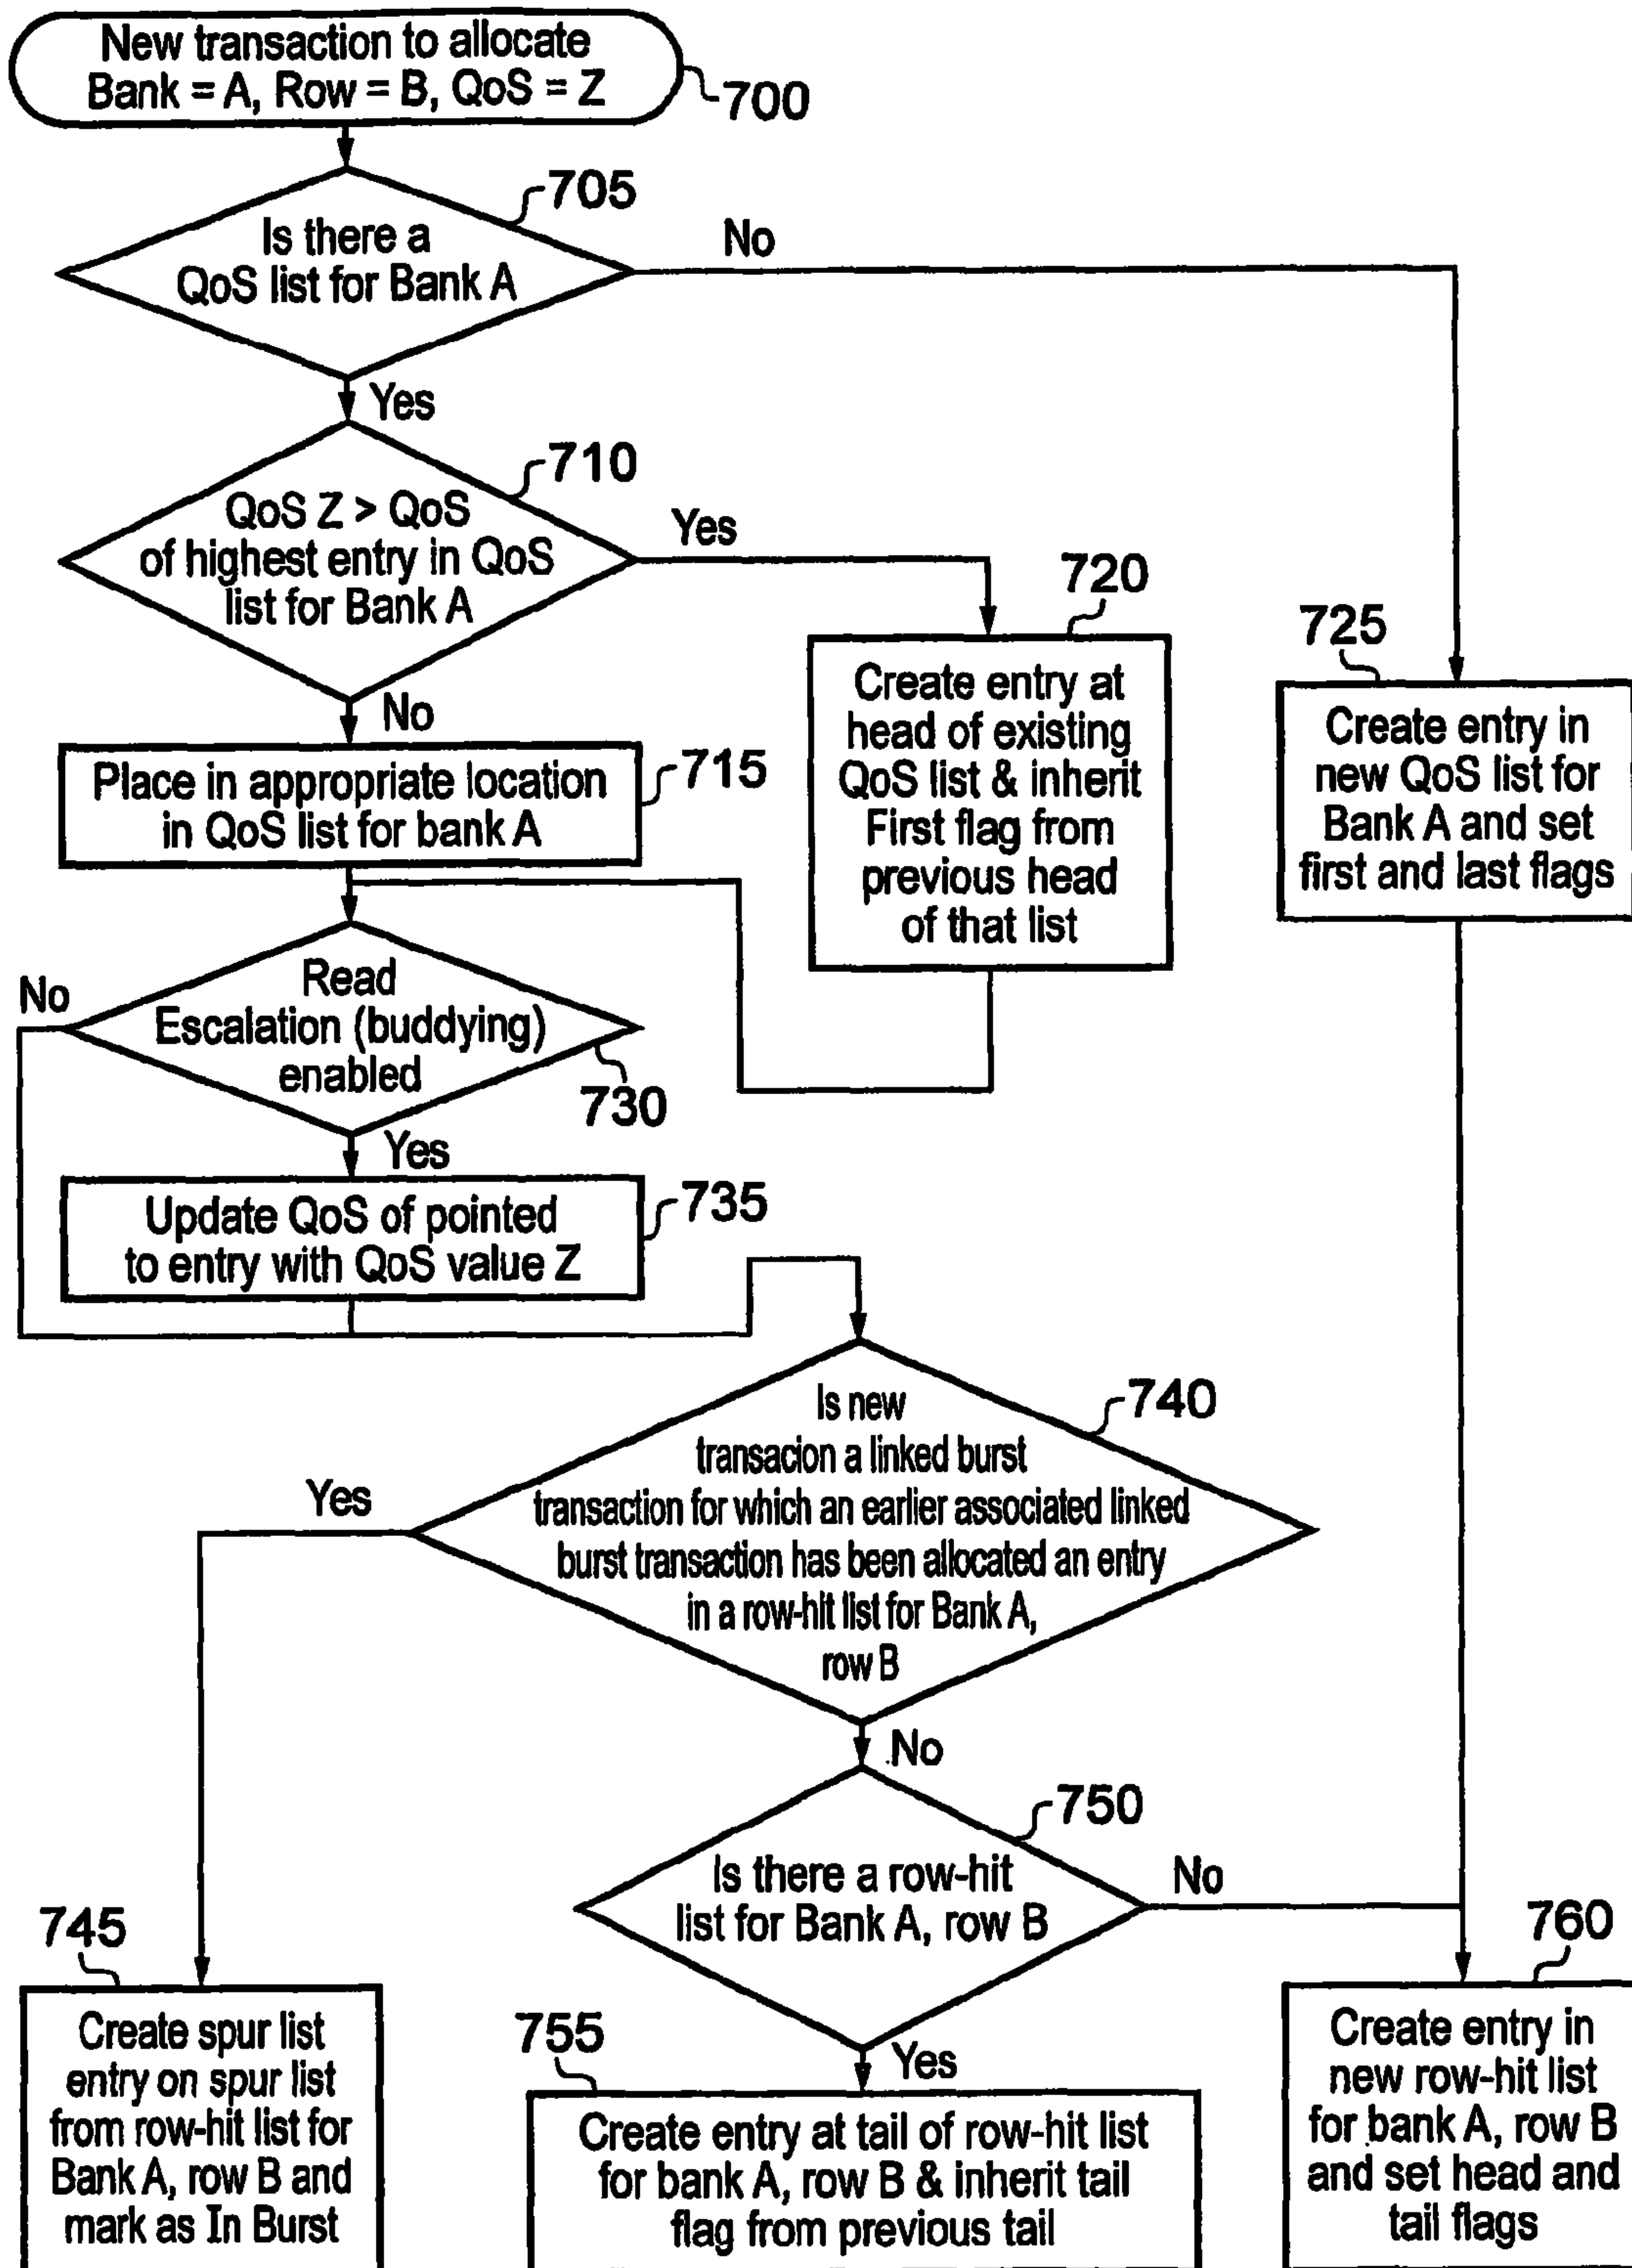 New transaction to allocate
Bank = A, Row = B, QoS = Z
700
705
Is there a
QoS list for Bank A
No
Yes
710
QoS Z > QoS
of highest entry in QoS
list for Bank A
Yes
No
720
Create entry at
head of existing
QoS list & inherit
First flag from
previous head
of that list
725
Create entry in
new QoS list for
Bank A and set
first and last flags
Place in appropriate location
in QoS list for bank A
715
Read
Escalation (buddying)
enabled
No
730
Yes
Update QoS of pointed
to entry with QoS value Z
735
740
Is new
transacion a linked burst
transaction for which an earlier associated linked
burst transaction has been allocated an entry
in a row-hit list for Bank A,
row B
Yes
No
750
Is there a row-hit
list for Bank A, row B
No
Yes
745
Create spur list
entry on spur list
from row-hit list for
Bank A, row B and
mark as In Burst
755
Create entry at tail of row-hit list
for bank A, row B & inherit tail
flag from previous tail
760
Create entry in
new row-hit list
for bank A, row B
and set head and
tail flags